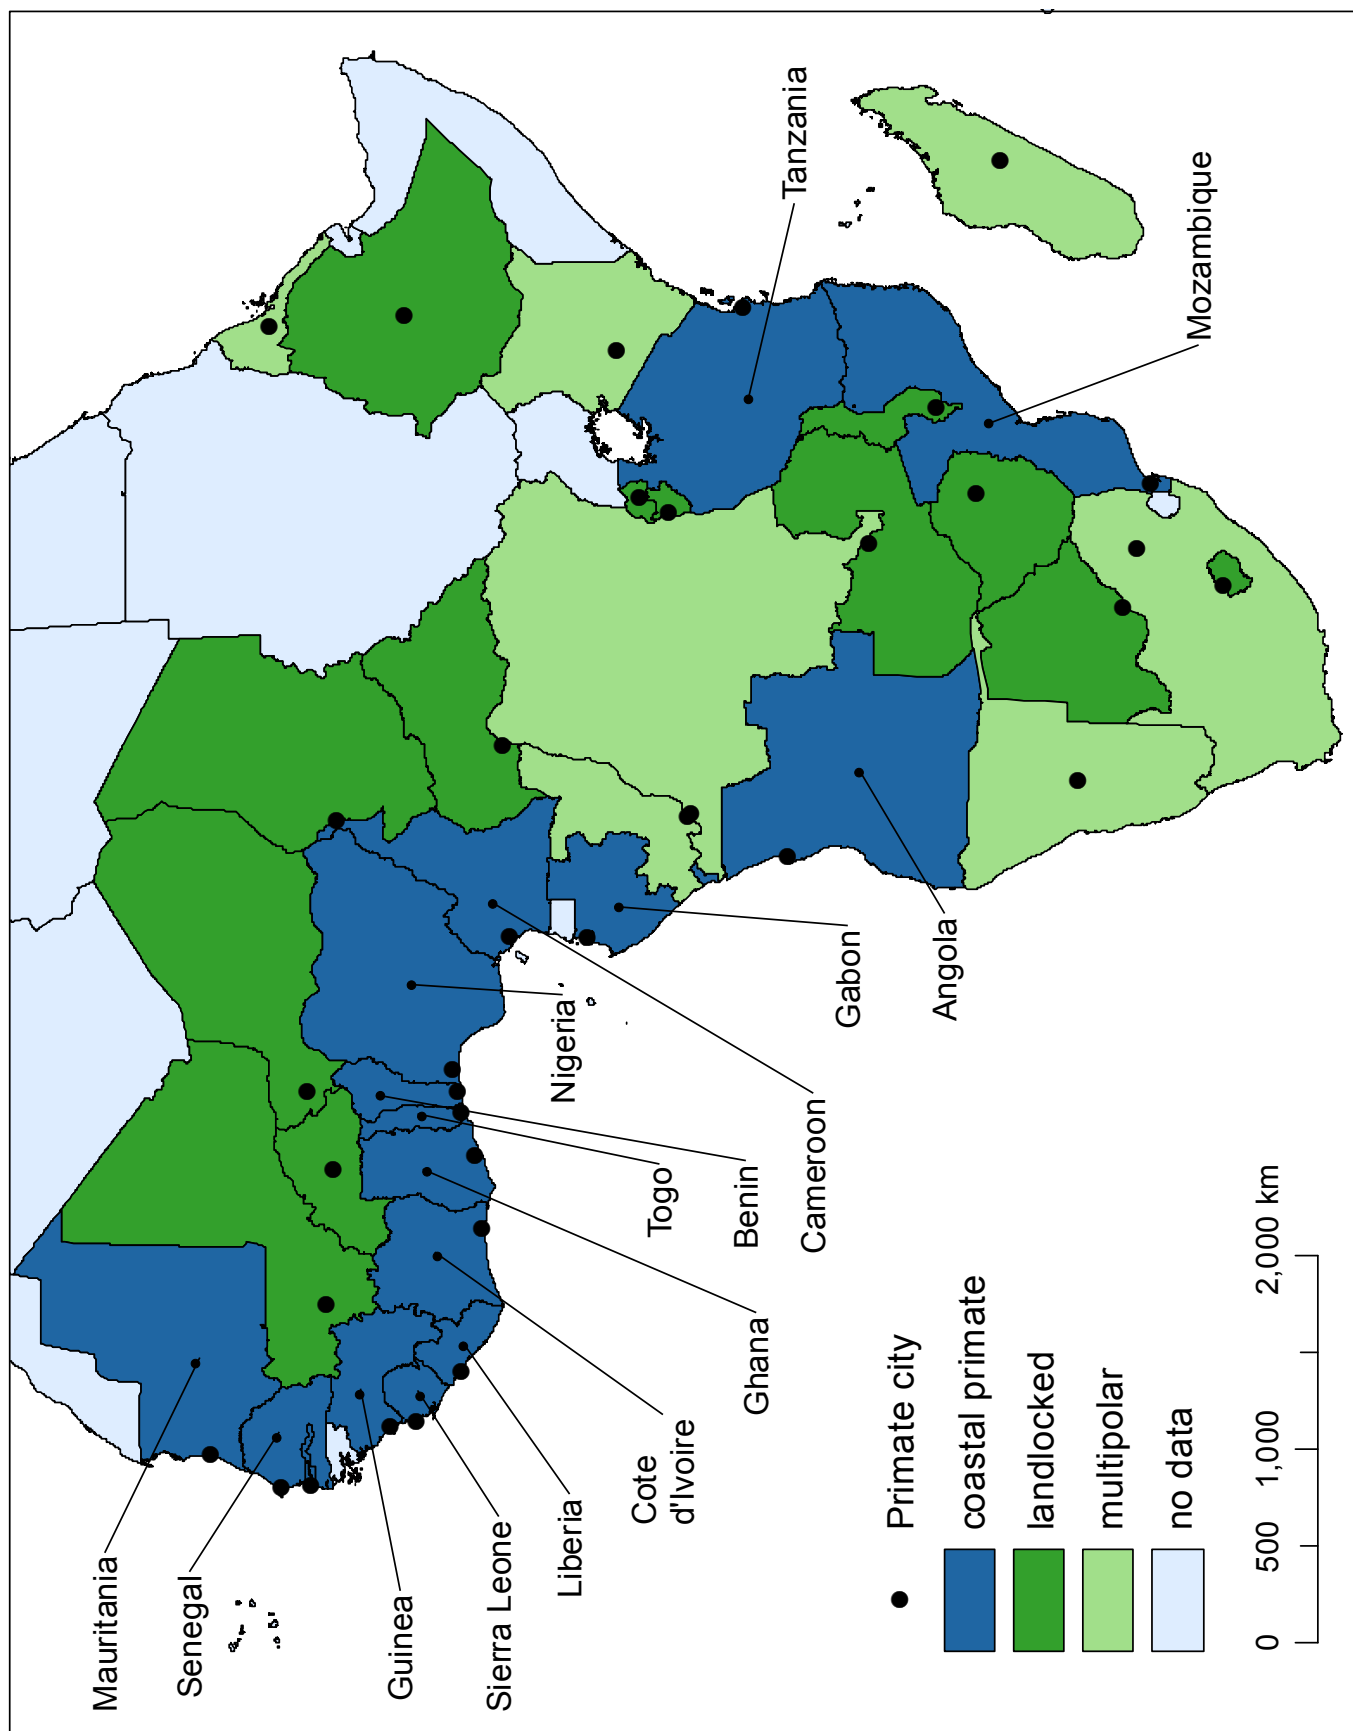 Mauritania
Senegal
Guinea
Sierra Leone
Liberia
Cote
d'Ivoire
Ghana
Togo
Benin
Cameroon
Nigeria
Gabon
Angola
Tanzania
Mozambique
Primate city
coastal primate
landlocked
multipolar
no data
0 500 1,000 2,000 km